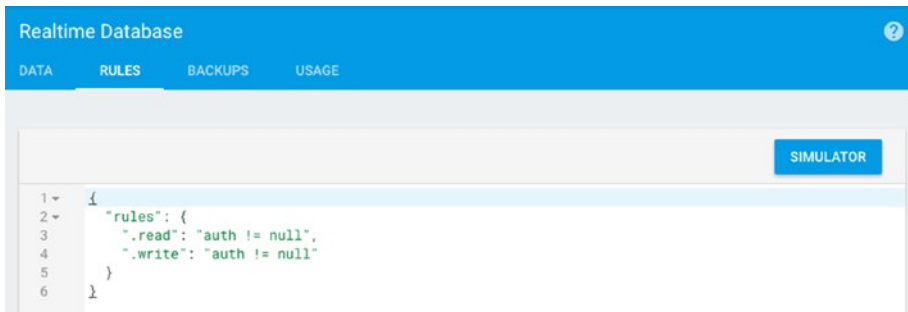 Realtime Database
?
DATA RULES BACKUPS USAGE
SIMULATOR
1 {
2 "rules": {
3 ".read": "auth != null",
4 ".write": "auth != null"
5 }
6 }